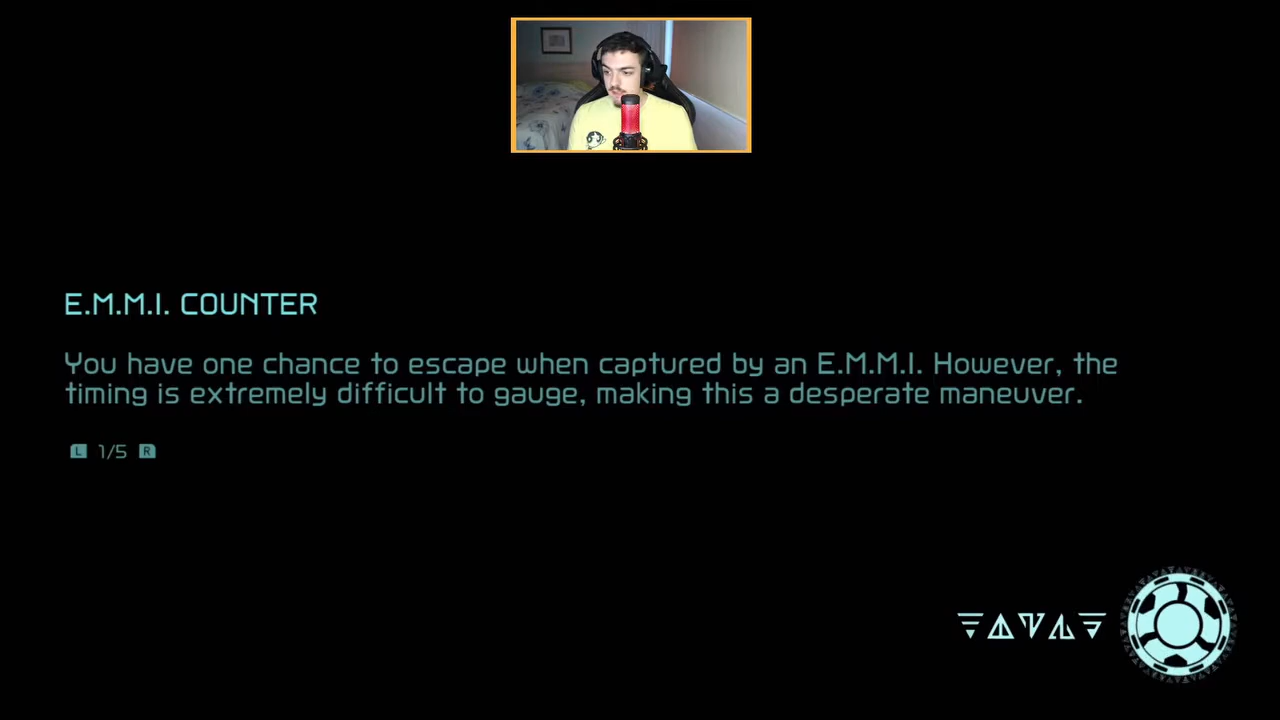 E.M.M.I. COUNTER
You have one chance to escape when captured by an E.M.M.I. However, the
timing is extremely difficult to gauge, making this a desperate maneuver.
L 1/5 R